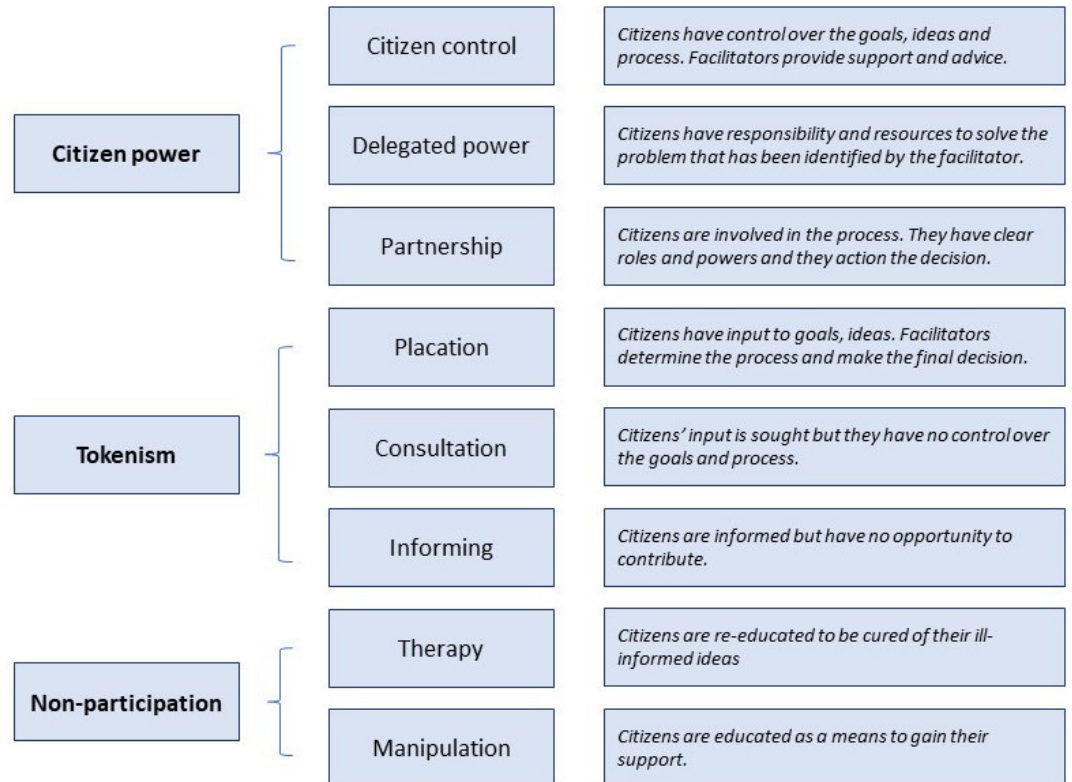 Citizen power
Citizen control
Citizens have control over the goals, ideas and
process. Facilitators provide support and advice.
Delegated power
Citizens have responsibility and resources to solve the
problem that has been identified by the facilitator.
Partnership
Citizens are involved in the process. They have clear
roles and powers and they action the decision.
Tokenism
Placation
Citizens have input to goals, ideas. Facilitators
determine the process and make the final decision.
Consultation
Citizens' input is sought but they have no control over
the goals and process.
Informing
Citizens are informed but have no opportunity to
contribute.
Non-participation
Therapy
Citizens are re-educated to be cured of their ill-
informed ideas
Manipulation
Citizens are educated as a means to gain their
support.